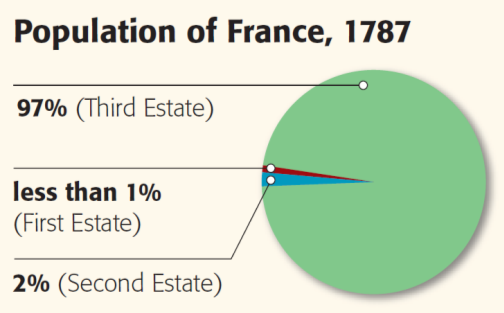 Population of France, 1787
97% (Third Estate)
less than 1%
(First Estate)
2% (Second Estate)